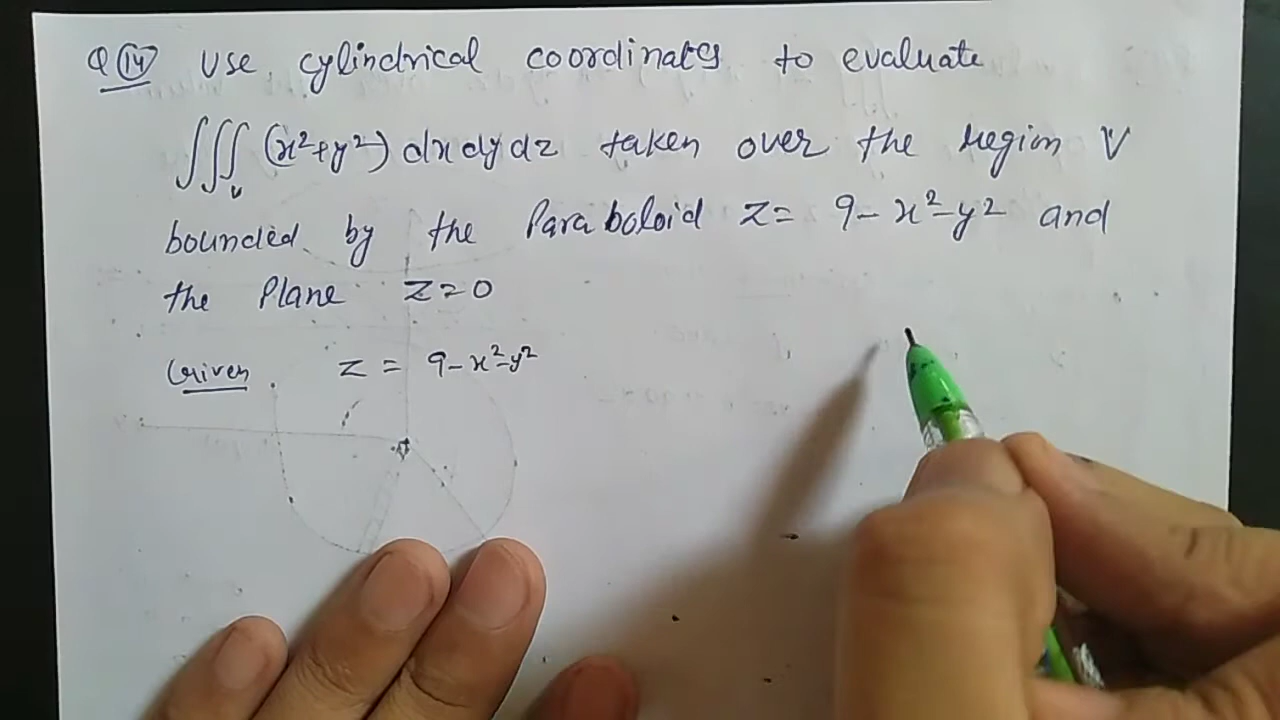 Q(14) Use cylindrical coordinates to evaluate
∭_V (x²+y²) dx dy dz taken over the region V
bounded by the Paraboloid z = 9-x²-y² and
the Plane z=0
Given z = 9-x²-y²